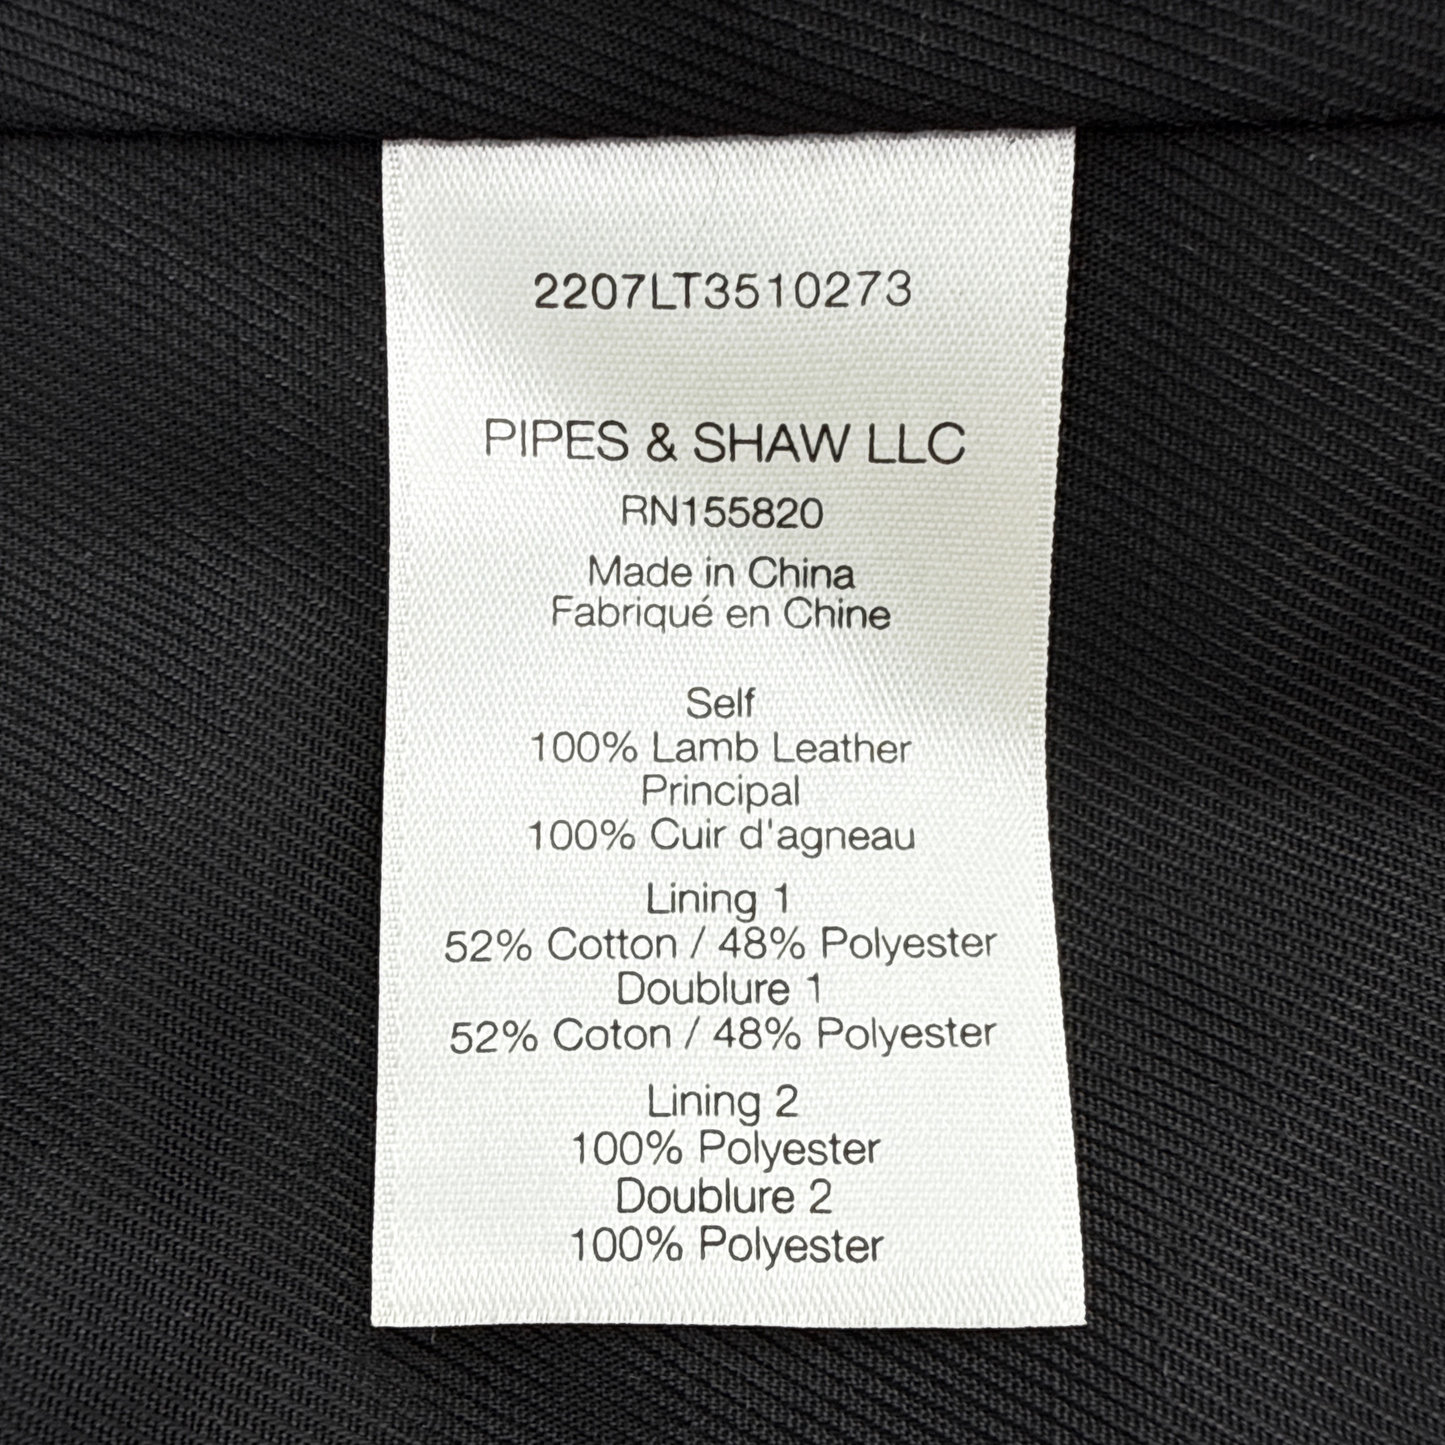 2207LT3510273
PIPES & SHAW LLC
RN155820
Made in China
Fabriqué en Chine
Self
100% Lamb Leather
Principal
100% Cuir d'agneau
Lining 1
52% Cotton / 48% Polyester
Doublure 1
52% Coton / 48% Polyester
Lining 2
100% Polyester
Doublure 2
100% Polyester